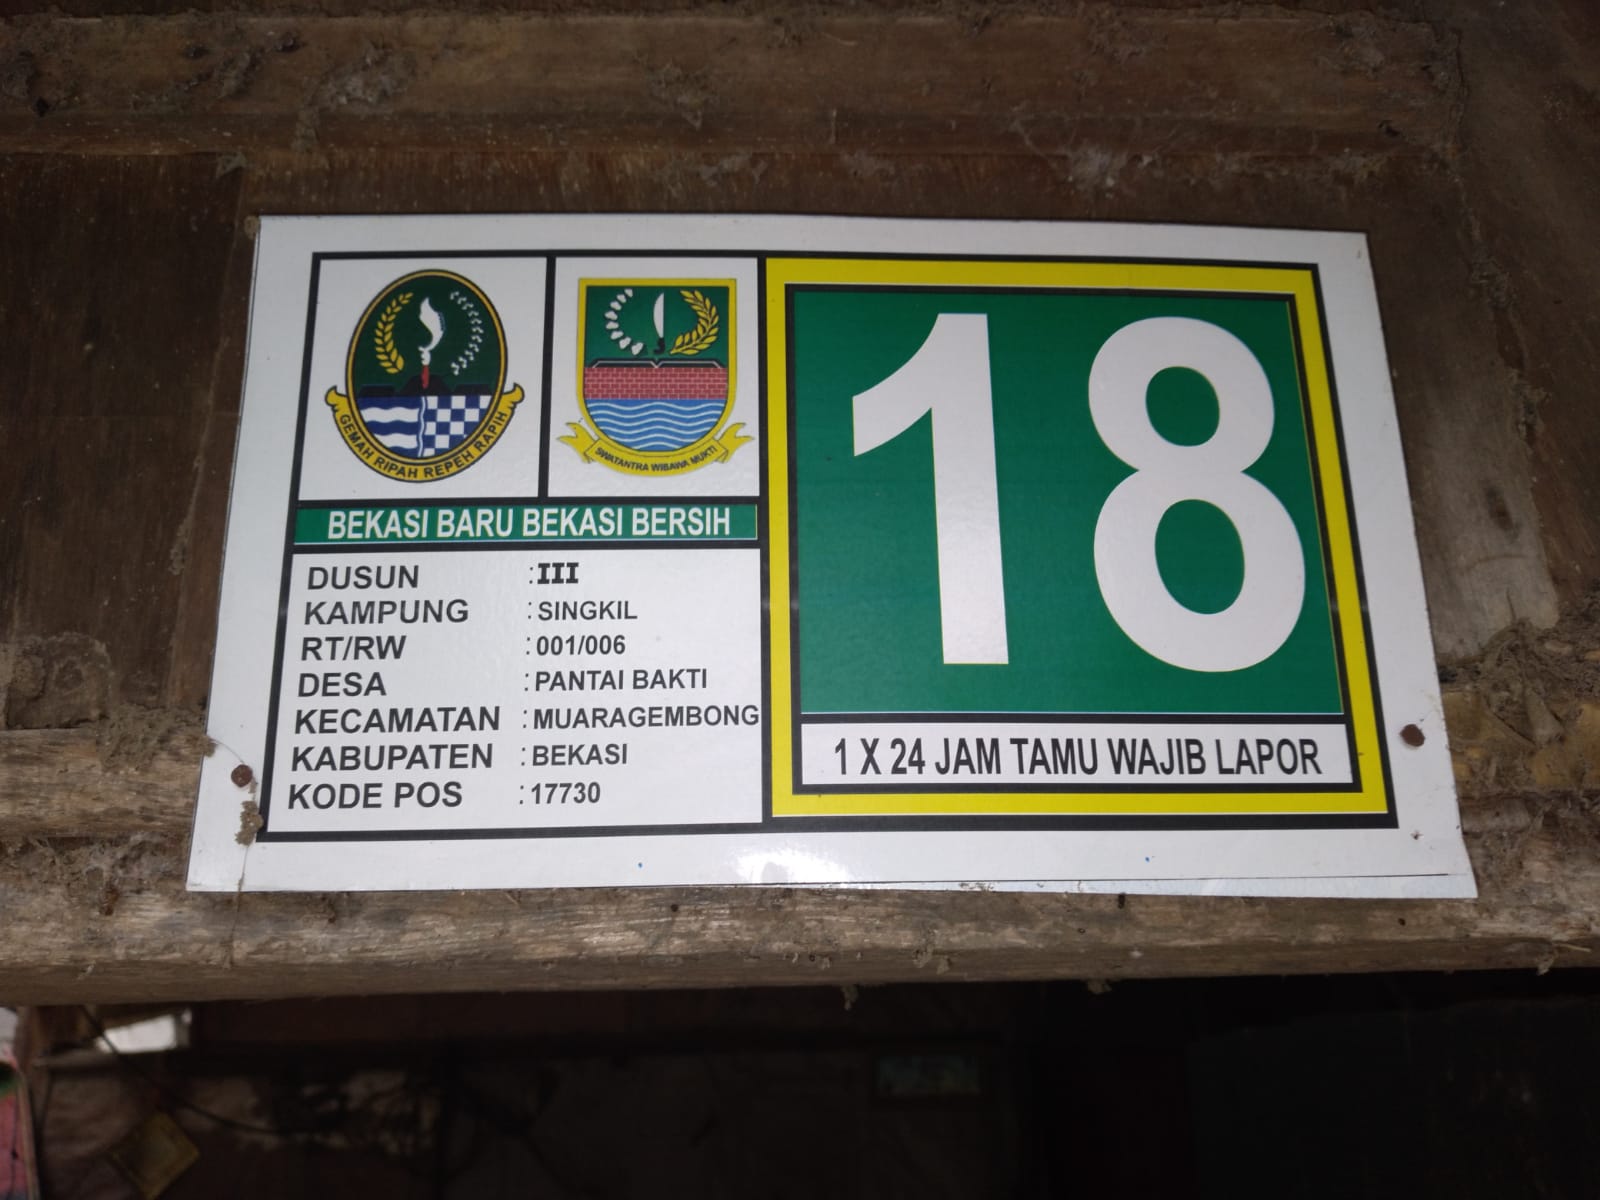 GEMAH RIPAH REPEH RAPIH
SWATANTRA WIBAWA MUKTI
BEKASI BARU BEKASI BERSIH
DUSUN : III
KAMPUNG : SINGKIL
RT/RW : 001/006
DESA : PANTAI BAKTI
KECAMATAN : MUARAGEMBONG
KABUPATEN : BEKASI
KODE POS : 17730
18
1 X 24 JAM TAMU WAJIB LAPOR